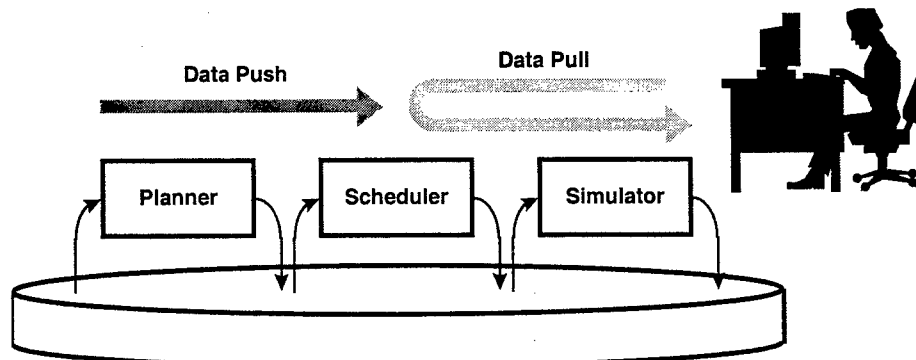 Data Push
Data Pull
Planner
Scheduler
Simulator